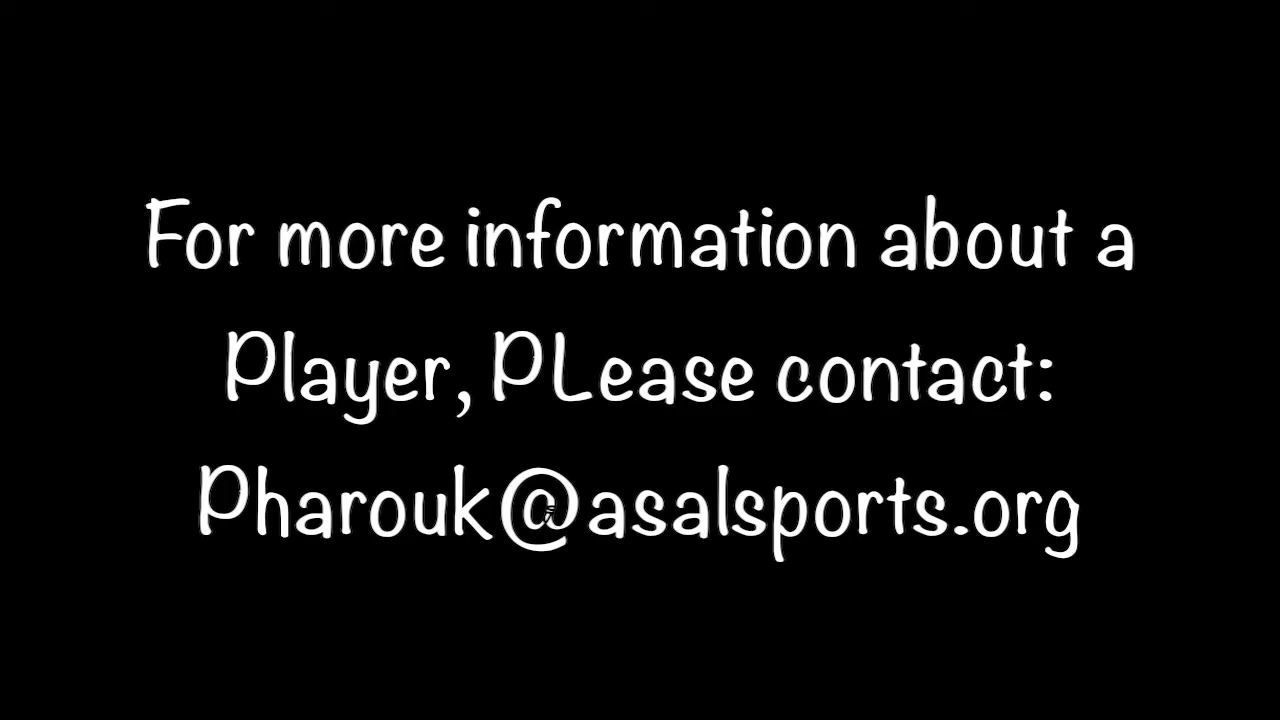 For more information about a
Player, PLease contact:
Pharouk@asalsports.org